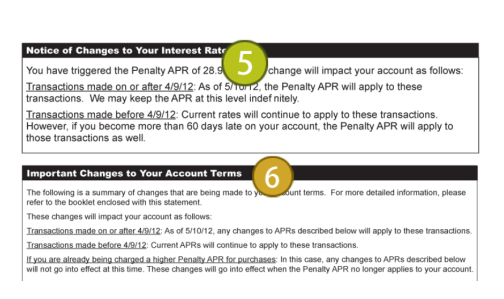 Notice of Changes to Your Interest Rate
5
You have triggered the Penalty APR of 28.9 change will impact your account as follows:
Transactions made on or after 4/9/12: As of 5/10/12, the Penalty APR will apply to these
transactions. We may keep the APR at this level indef nitely.
Transactions made before 4/9/12: Current rates will continue to apply to these transactions.
However, if you become more than 60 days late on your account, the Penalty APR will apply to
those transactions as well.
Important Changes to Your Account Terms
6
The following is a summary of changes that are being made to your account terms. For more detailed information, please
refer to the booklet enclosed with this statement.
These changes will impact your account as follows:
Transactions made on or after 4/9/12: As of 5/10/12, any changes to APRs described below will apply to these transactions.
Transactions made before 4/9/12: Current APRs will continue to apply to these transactions.
If you are already being charged a higher Penalty APR for purchases: In this case, any changes to APRs described below
will not go into effect at this time. These changes will go into effect when the Penalty APR no longer applies to your account.